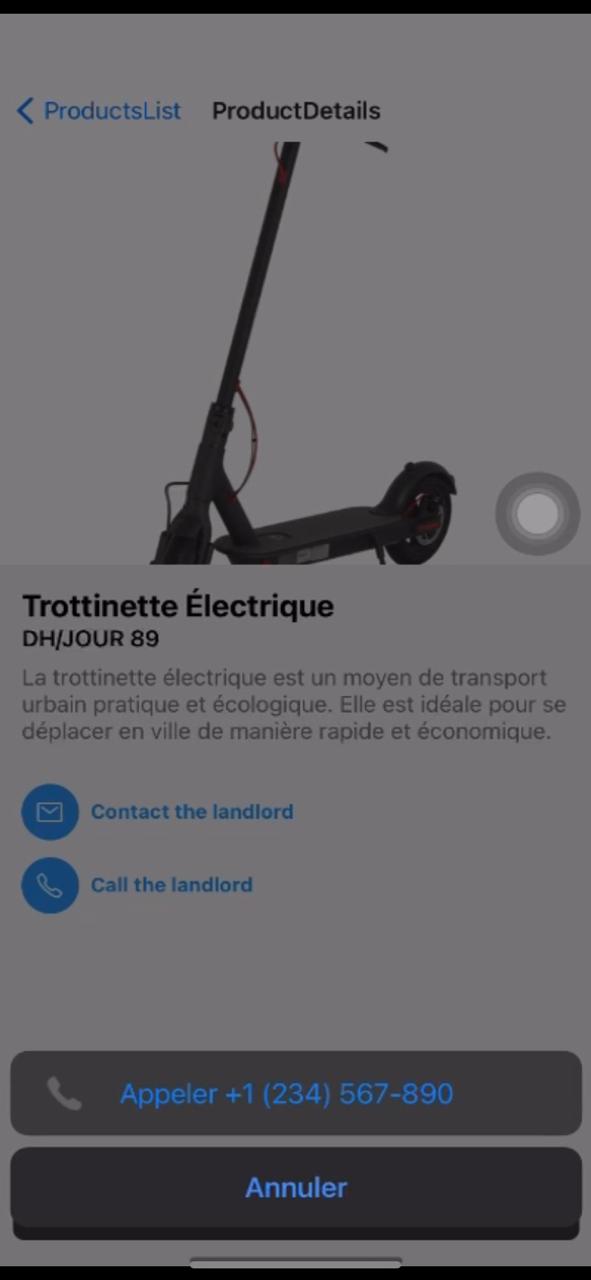 ProductsList ProductDetails
Trottinette Électrique
DH/JOUR 89
La trottinette électrique est un moyen de transport
urbain pratique et écologique. Elle est idéale pour se
déplacer en ville de manière rapide et économique.
Contact the landlord
Call the landlord
Appeler +1 (234) 567-890
Annuler